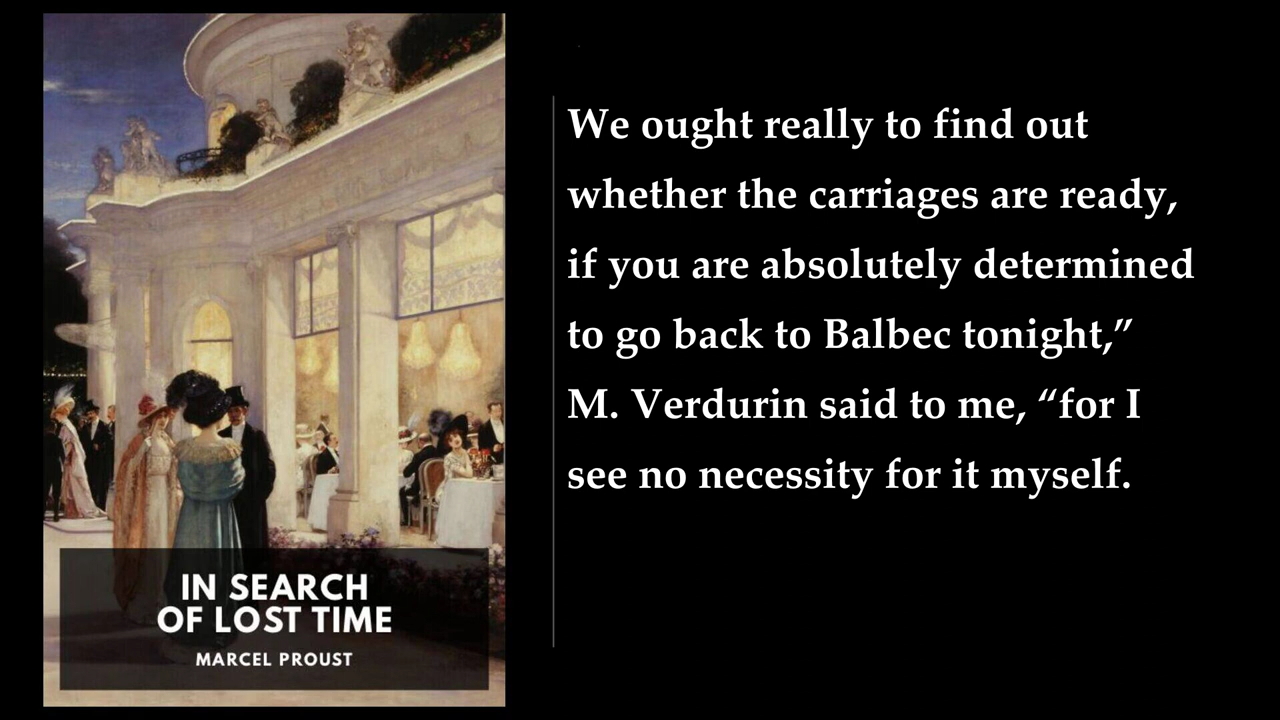 IN SEARCH
OF LOST TIME
MARCEL PROUST
We ought really to find out
whether the carriages are ready,
if you are absolutely determined
to go back to Balbec tonight,”
M. Verdurin said to me, “for I
see no necessity for it myself.